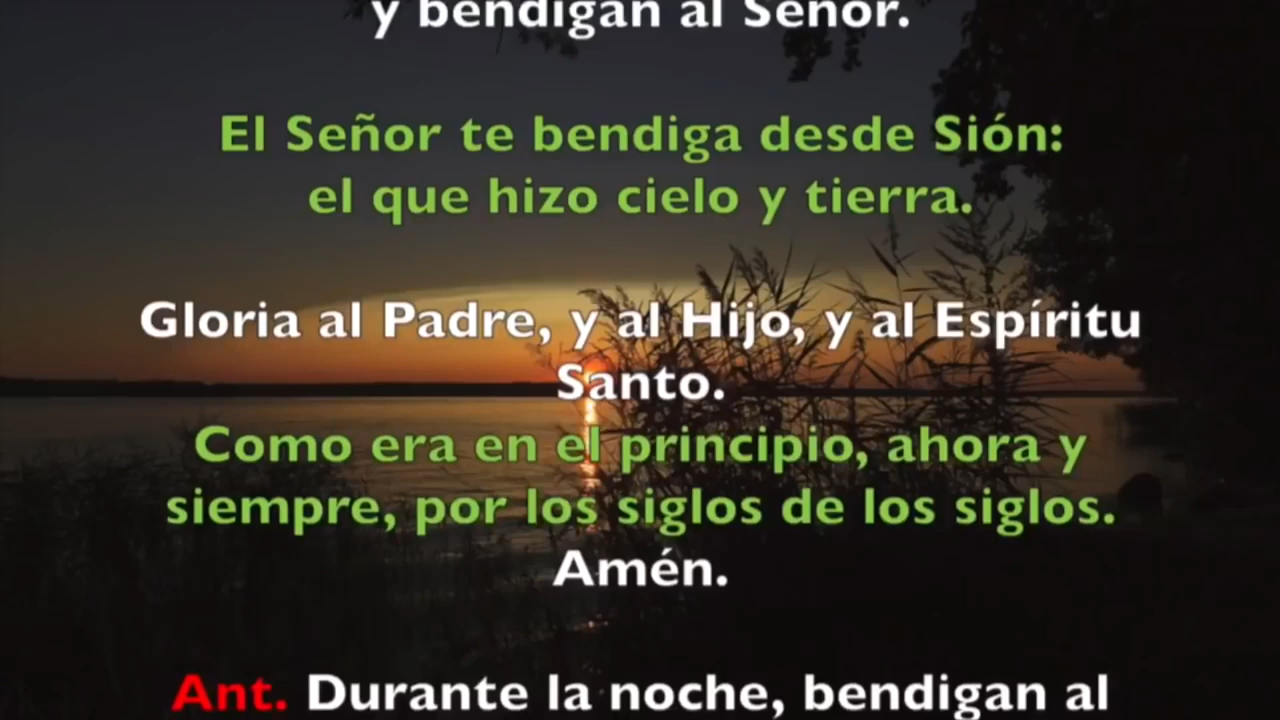 y bendigan al Señor.
El Señor te bendiga desde Sión:
el que hizo cielo y tierra.
Gloria al Padre, y al Hijo, y al Espíritu
Santo.
Como era en el principio, ahora y
siempre, por los siglos de los siglos.
Amén.
Ant. Durante la noche, bendigan al